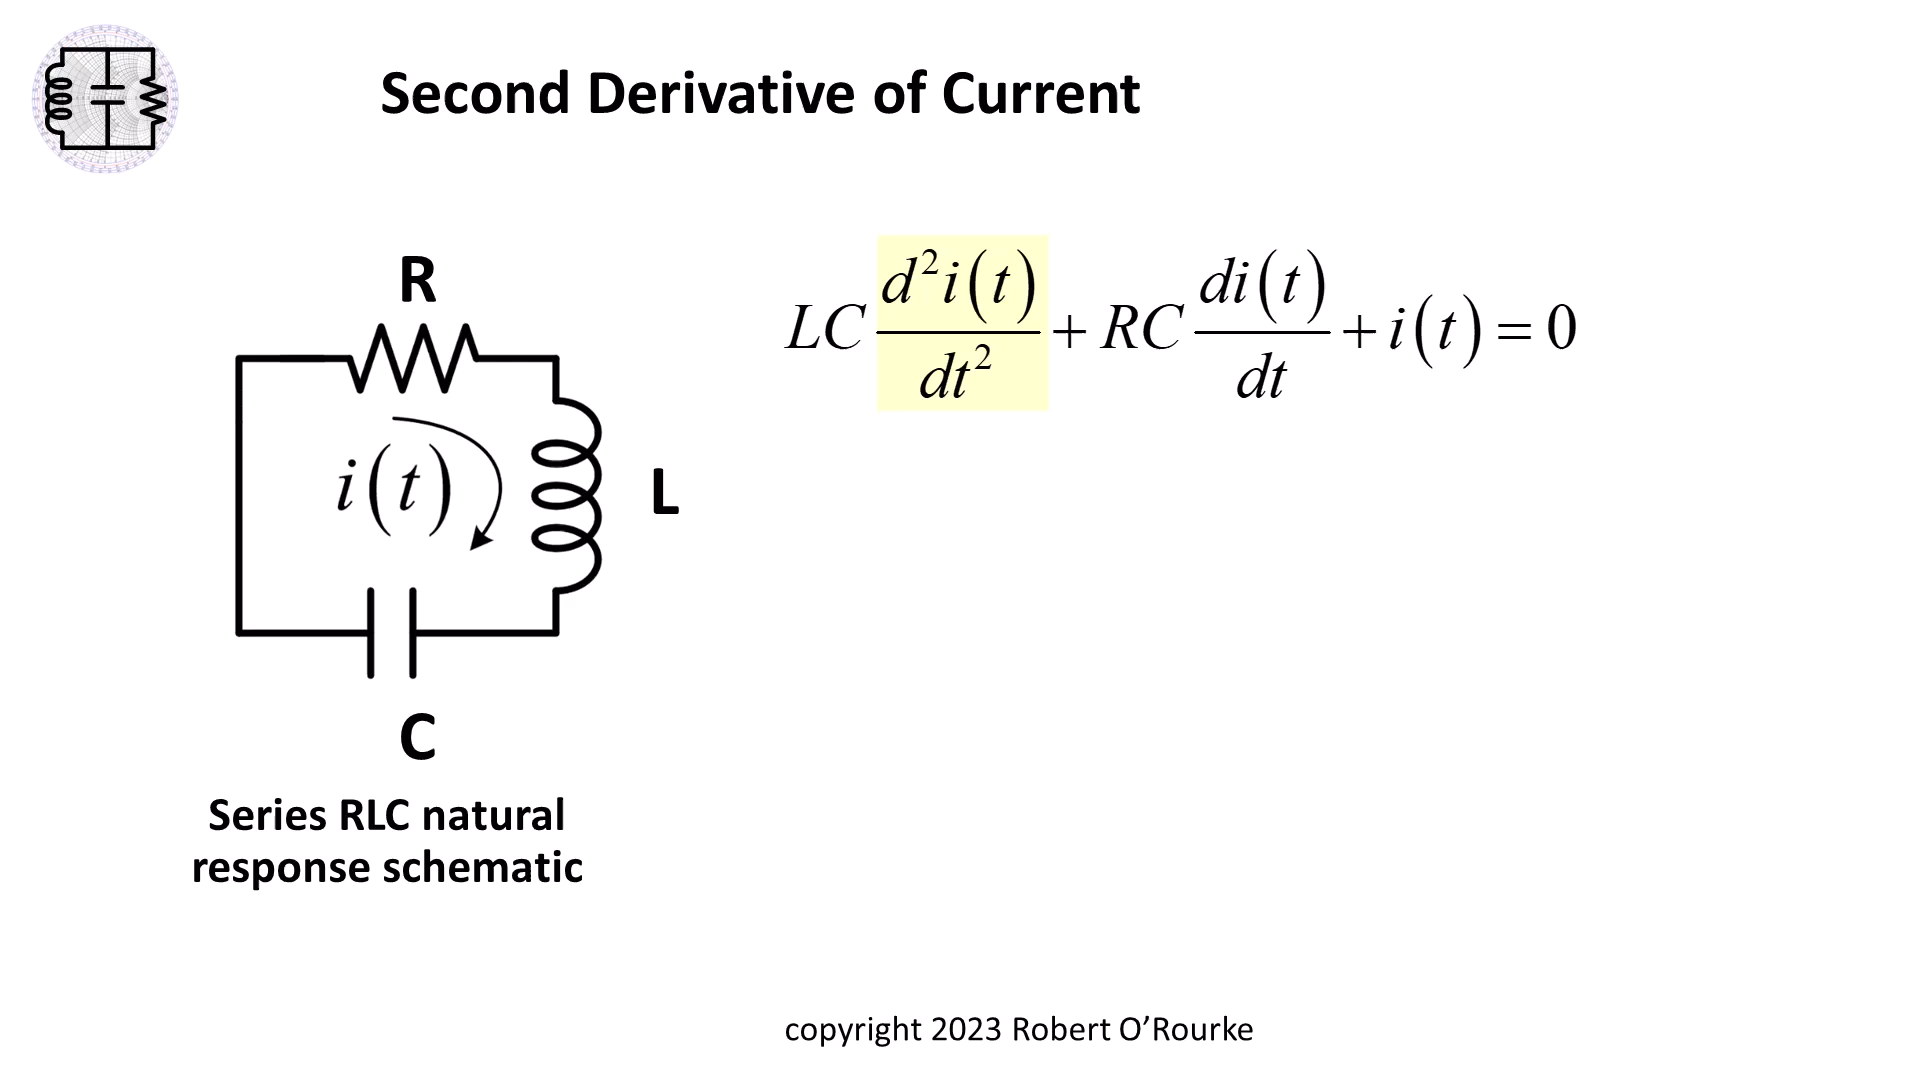 Second Derivative of Current
R
i(t)
L
C
Series RLC natural
response schematic
LC d²i(t)/dt² + RC di(t)/dt + i(t) = 0
copyright 2023 Robert O’Rourke